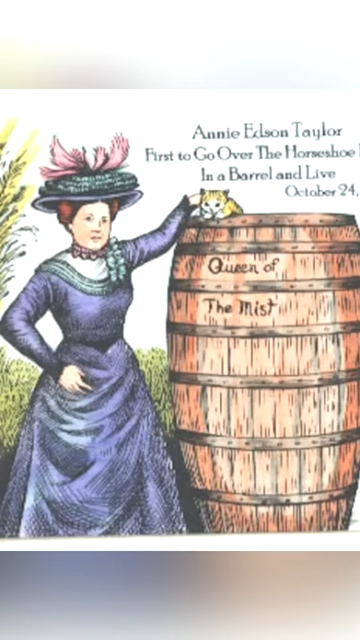 Annie Edson Taylor
First to Go Over The Horseshoe
In a Barrel and Live
October 24,
Queen of
The Mist